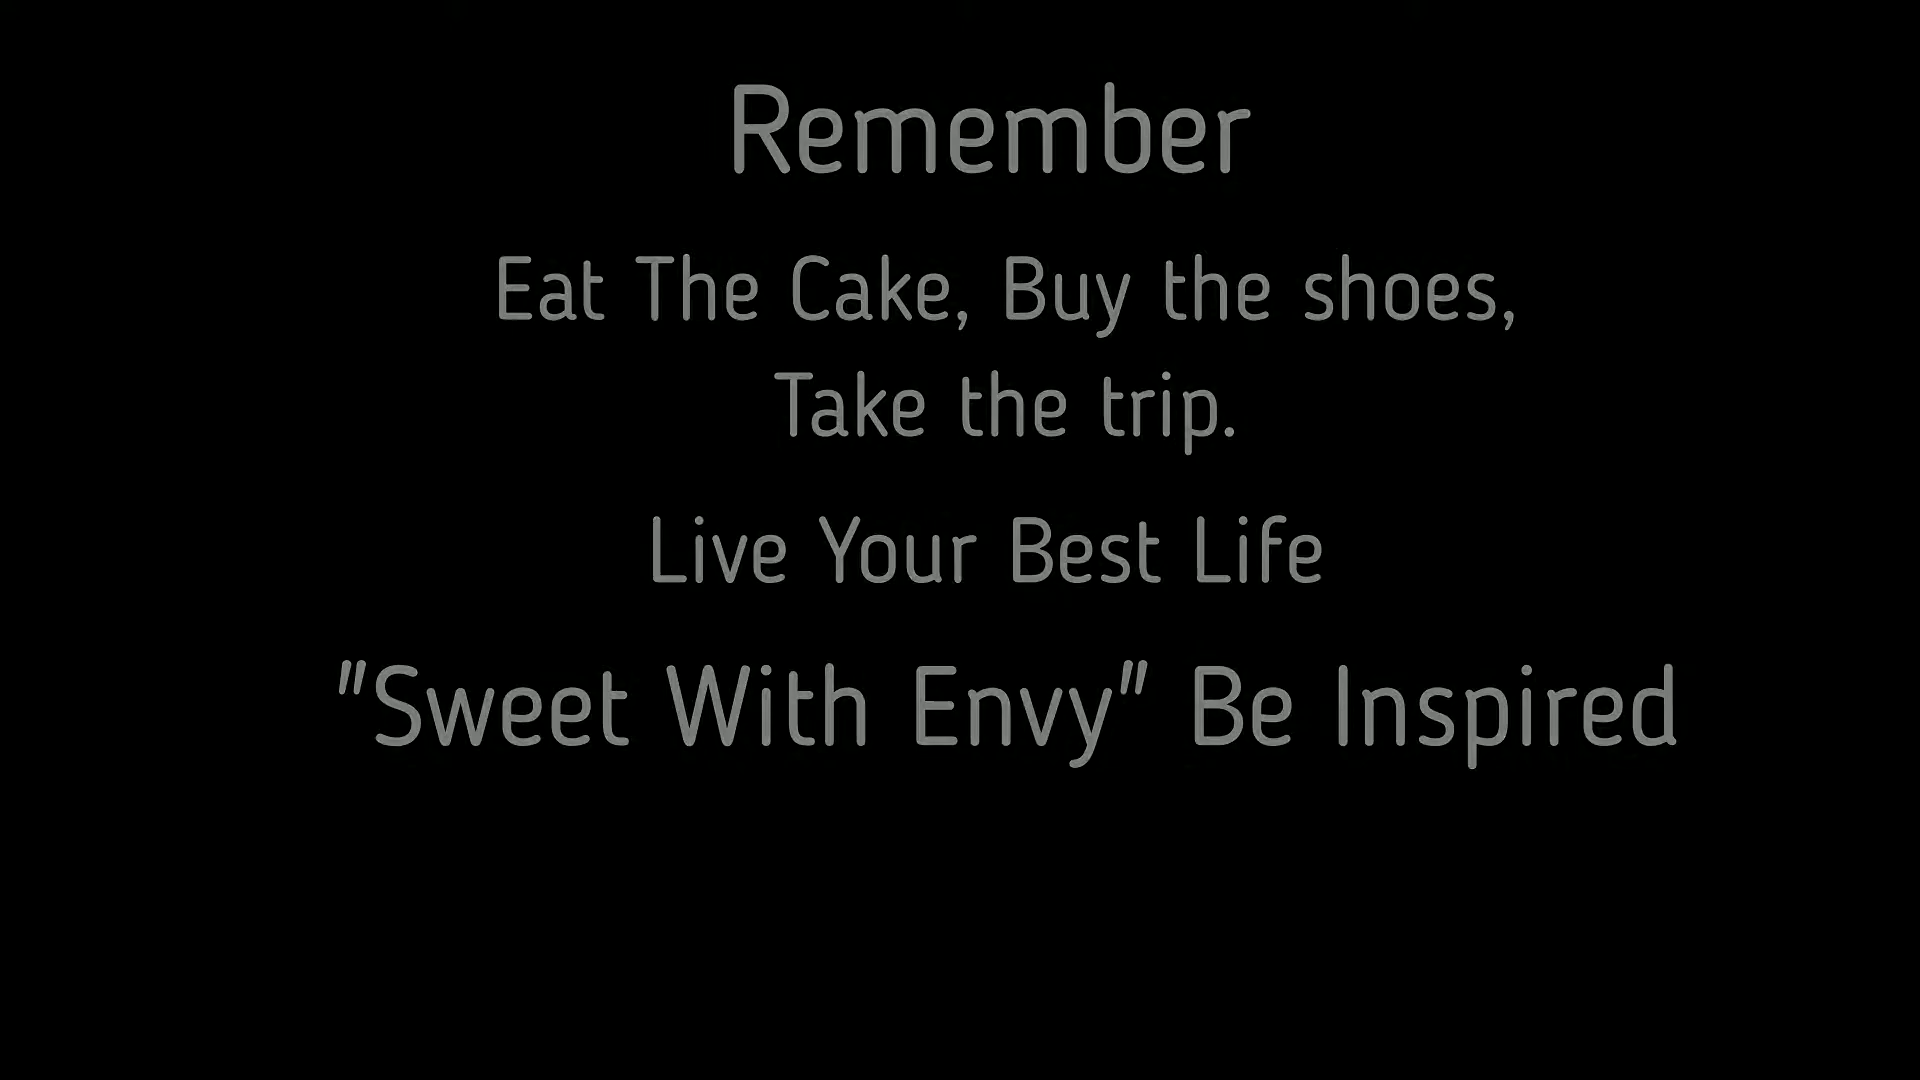 Remember
Eat The Cake, Buy the shoes,
Take the trip.
Live Your Best Life
"Sweet With Envy" Be Inspired